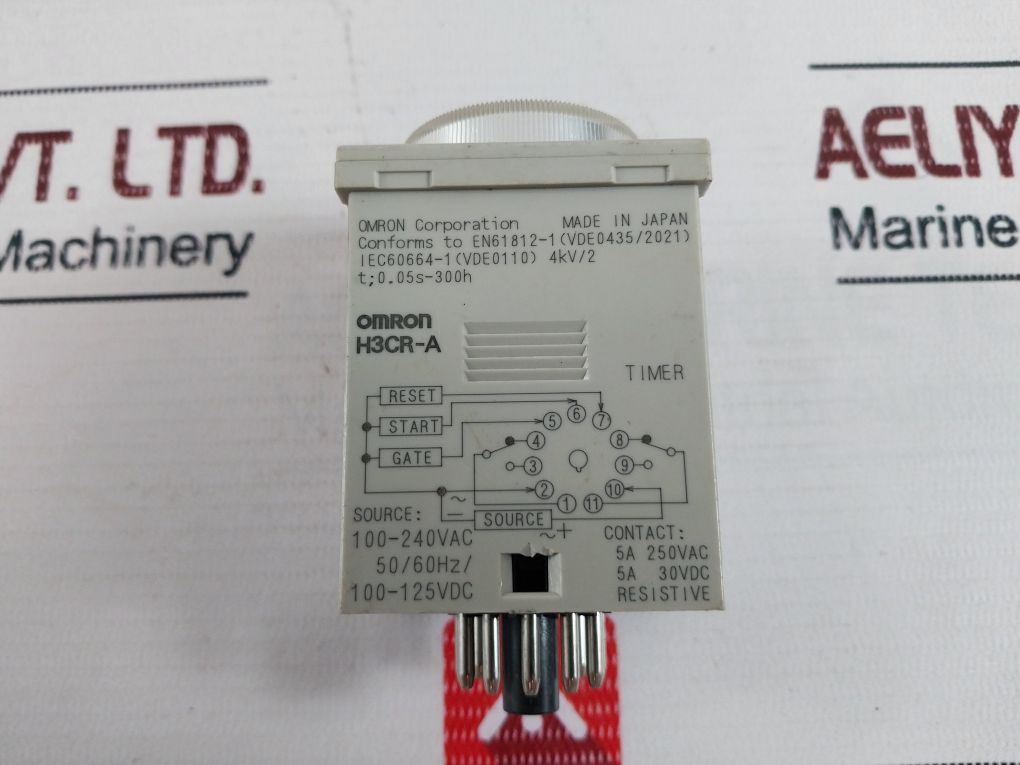 VT. LTD.
Machinery
AELIY
Marine
OMRON Corporation MADE IN JAPAN
Conforms to EN61812-1(VDE0435/2021)
IEC60664-1(VDE0110) 4kV/2
t;0.05s-300h
omron
H3CR-A
TIMER
RESET
START
GATE
5 6 7
4 8
3 9
2 10
1 11
~
− SOURCE ~+
SOURCE:
100-240VAC
50/60Hz/
100-125VDC
CONTACT:
5A 250VAC
5A 30VDC
RESISTIVE